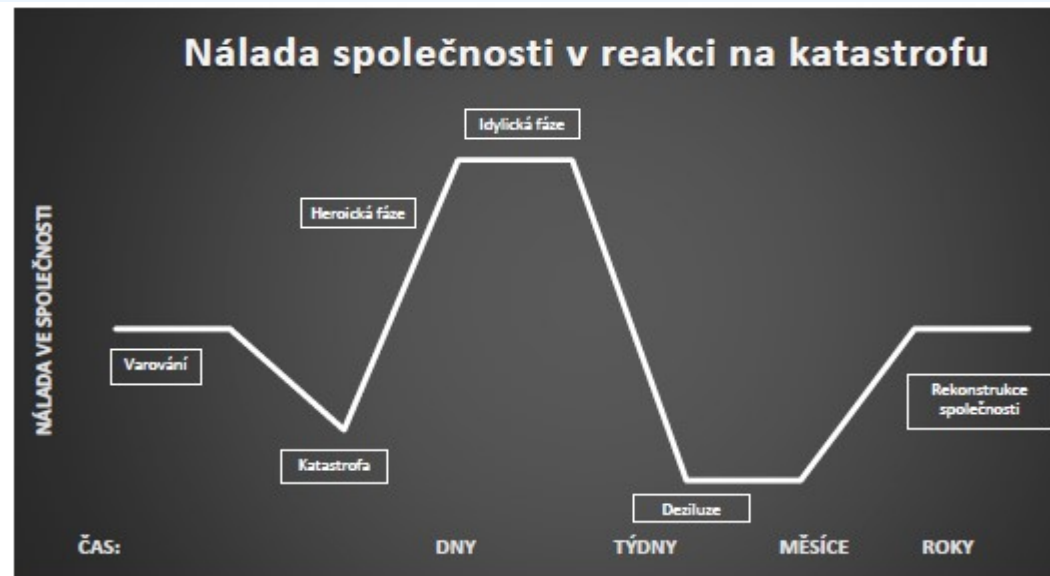 Nálada společnosti v reakci na katastrofu
Idylická fáze
Heroická fáze
NÁLADA VE SPOLEČNOSTI
Varování
Katastrofa
Rekonstrukce
společnosti
Deziluze
ČAS:
DNY
TÝDNY
MĚSÍCE
ROKY